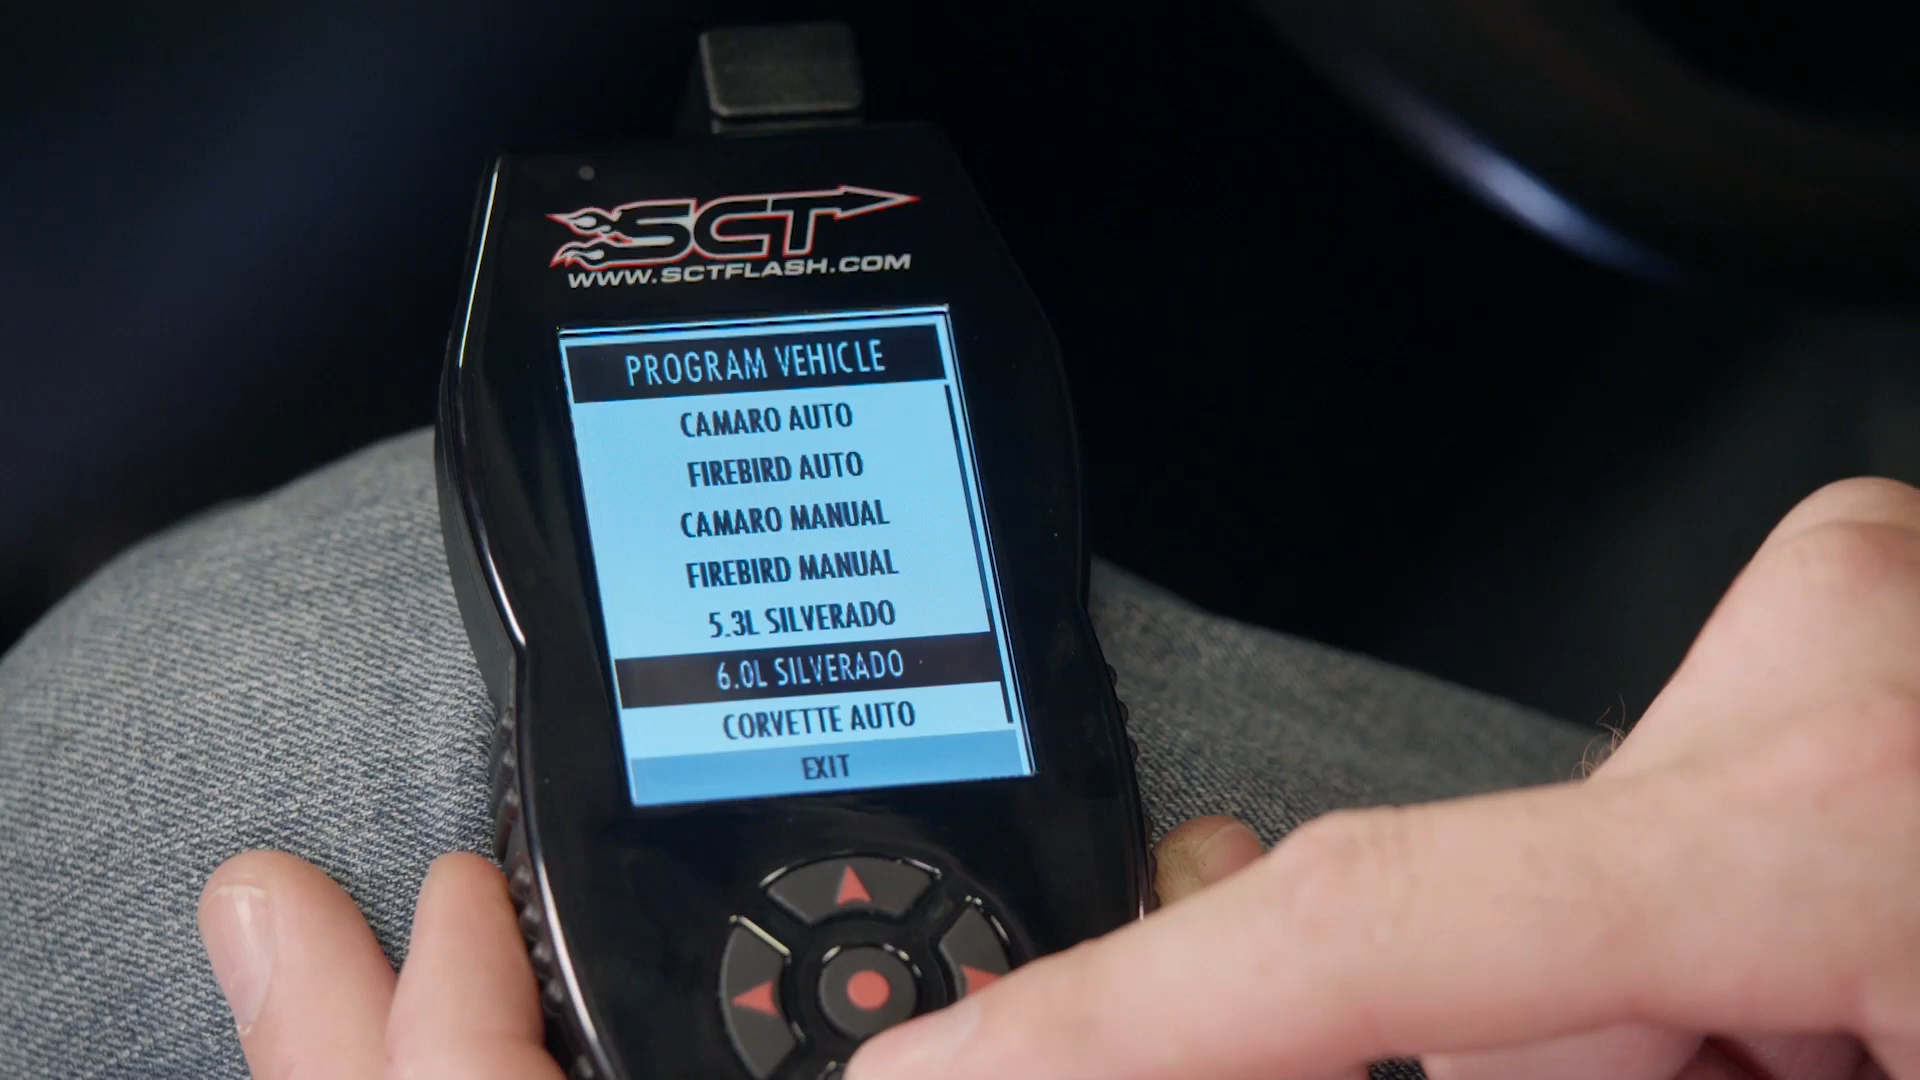 SCT
WWW.SCTFLASH.COM
PROGRAM VEHICLE
CAMARO AUTO
FIREBIRD AUTO
CAMARO MANUAL
FIREBIRD MANUAL
5.3L SILVERADO
6.0L SILVERADO
CORVETTE AUTO
EXIT